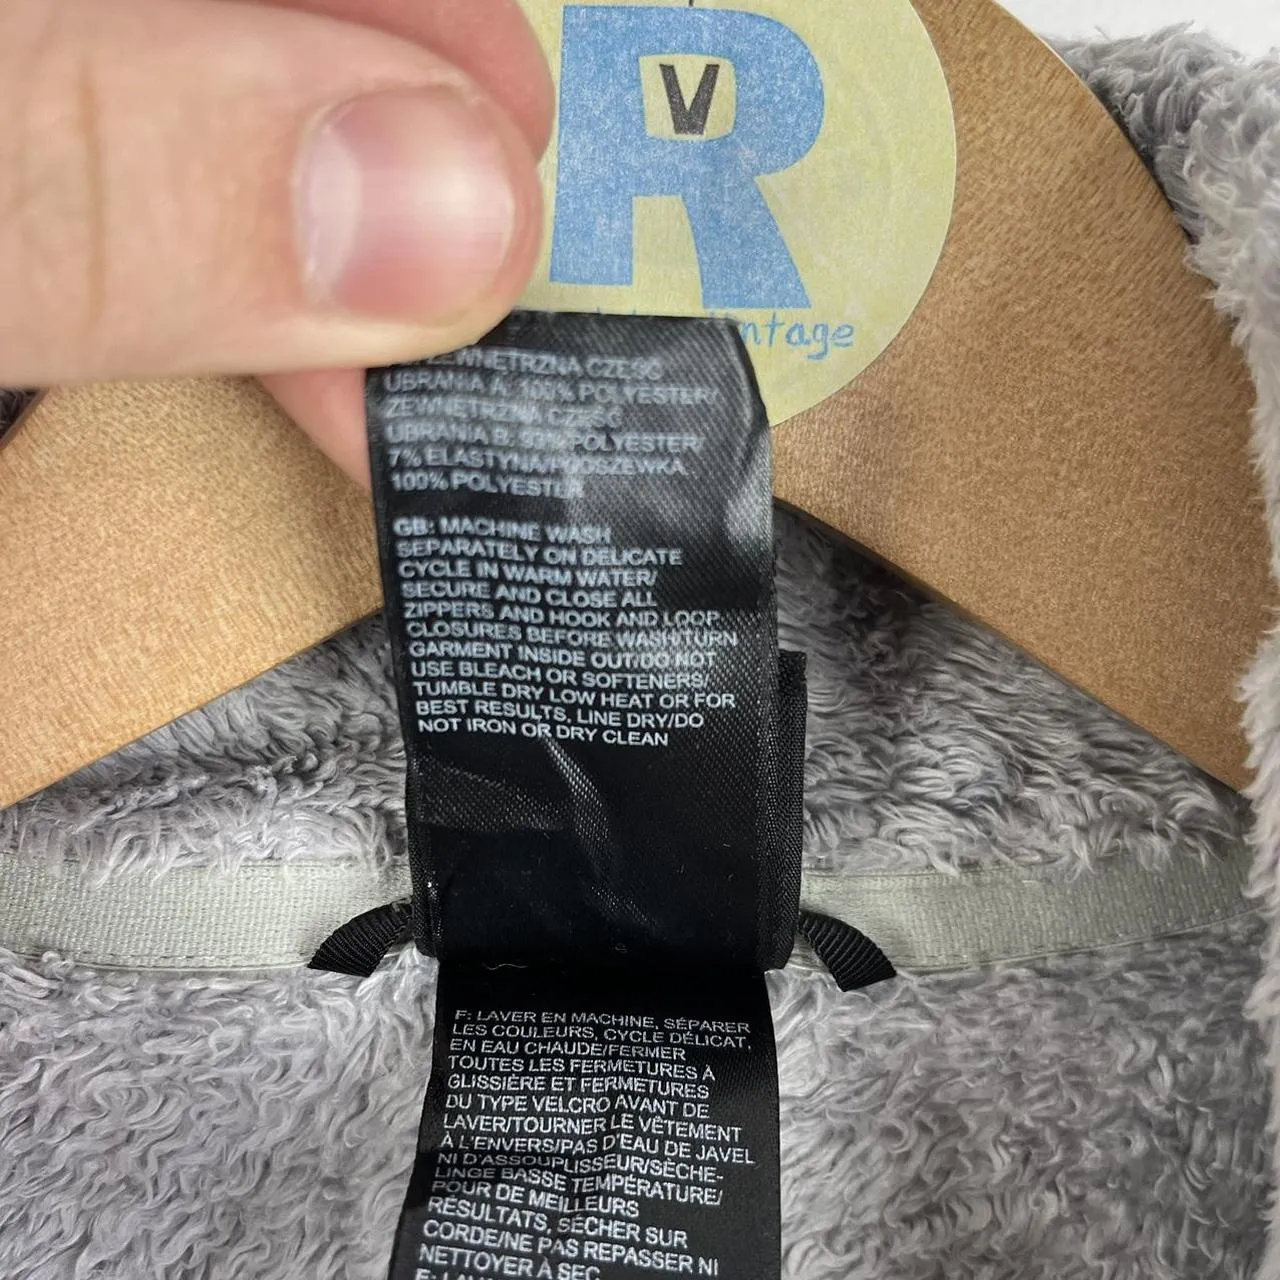 R
V
Vintage
ZEWNETRZNA CZESC
UBRANIA A: 100% POLYESTER/
ZEWNETRZNA CZESC
UBRANIA B: 93% POLYESTER/
7% ELASTYNA/PODSZEWKA:
100% POLYESTER
GB: MACHINE WASH
SEPARATELY ON DELICATE
CYCLE IN WARM WATER/
SECURE AND CLOSE ALL
ZIPPERS AND HOOK AND LOOP
CLOSURES BEFORE WASH/TURN
GARMENT INSIDE OUT/DO NOT
USE BLEACH OR SOFTENERS/
TUMBLE DRY LOW HEAT OR FOR
BEST RESULTS, LINE DRY/DO
NOT IRON OR DRY CLEAN
F: LAVER EN MACHINE, SÉPARER
LES COULEURS, CYCLE DÉLICAT,
EN EAU CHAUDE/FERMER
TOUTES LES FERMETURES À
GLISSIÈRE ET FERMETURES
DU TYPE VELCRO AVANT DE
LAVER/TOURNER LE VÊTEMENT
À L'ENVERS/PAS D'EAU DE JAVEL
NI D'ASSOUPLISSEUR/SÈCHE-
LINGE BASSE TEMPÉRATURE/
POUR DE MEILLEURS
RÉSULTATS, SÉCHER SUR
CORDE/NE PAS REPASSER NI
NETTOYER À SEC